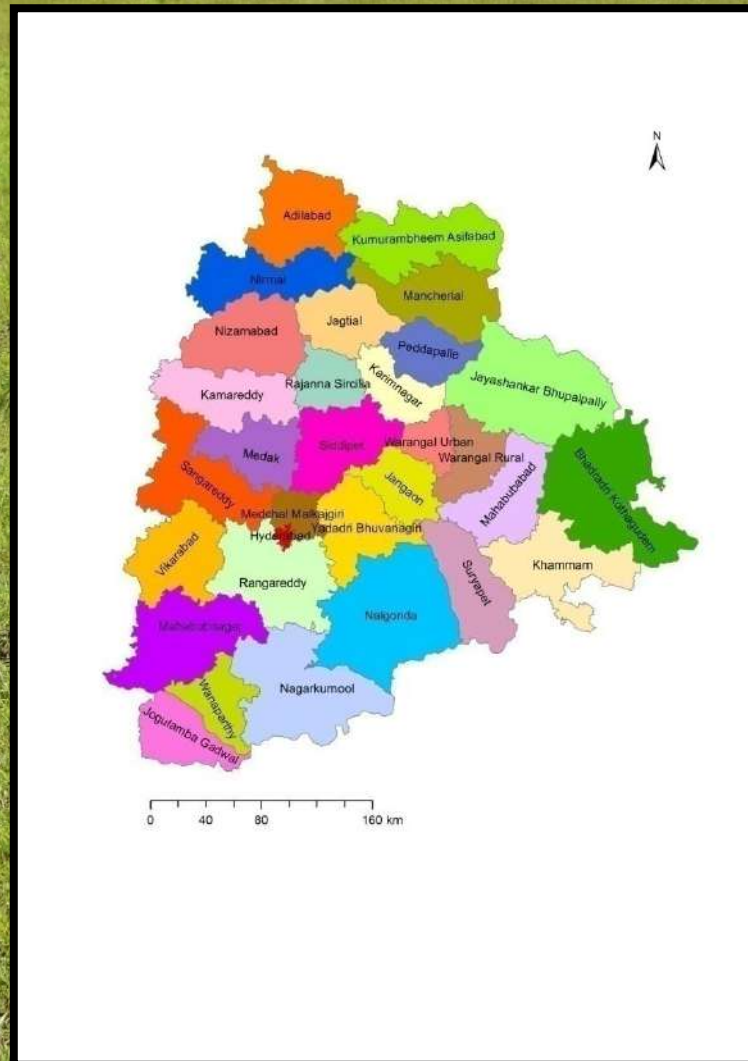 N
Adilabad
Kumurambheem Asifabad
Nirmal
Mancherial
Jagtial
Nizamabad
Peddapalle
Rajanna Sircilla
Karimnagar
Jayashankar Bhupalpally
Kamareddy
Siddipet
Warangal Urban
Medak
Warangal Rural
Bhadradri Kothagudem
Sangareddy
Jangaon
Mahabubabad
Medchal Malkajgiri
Yadadri Bhuvanagiri
Hyderabad
Vikarabad
Khammam
Rangareddy
Suryapet
Nalgonda
Mahabubnagar
Nagarkurnool
Wanaparthy
Jogulamba Gadwal
0 40 80 160 km